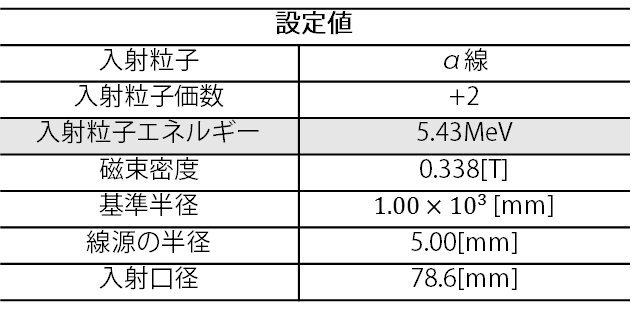 設定値
入射粒子 α線
入射粒子価数 +2
入射粒子エネルギー 5.43MeV
磁束密度 0.338[T]
基準半径 1.00 × 10³ [mm]
線源の半径 5.00[mm]
入射口径 78.6[mm]